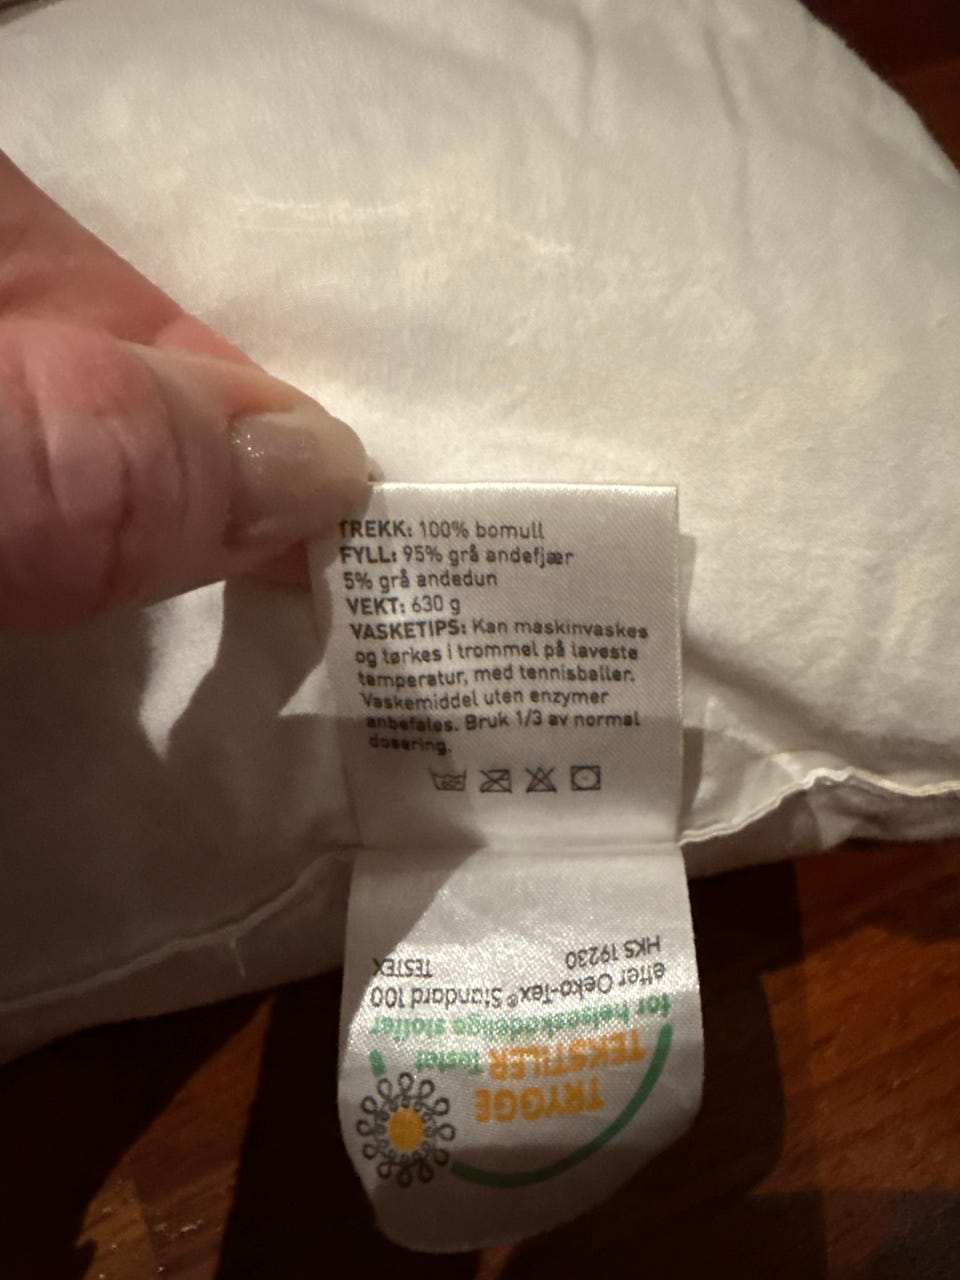 TREKK: 100% bomull
FYLL: 95% grå andefjær
5% grå andedun
VEKT: 630 g
VASKETIPS: Kan maskinvaskes
og tørkes i trommel på laveste
temperatur, med tennisballer.
Vaskemiddel uten enzymer
anbefales. Bruk 1/3 av normal
dosering.
TRYGGE
TEKSTILER Testet
for helseskadelige stoffer
etter Oeko-Tex® Standard 100
HKS 19230 TESTEX